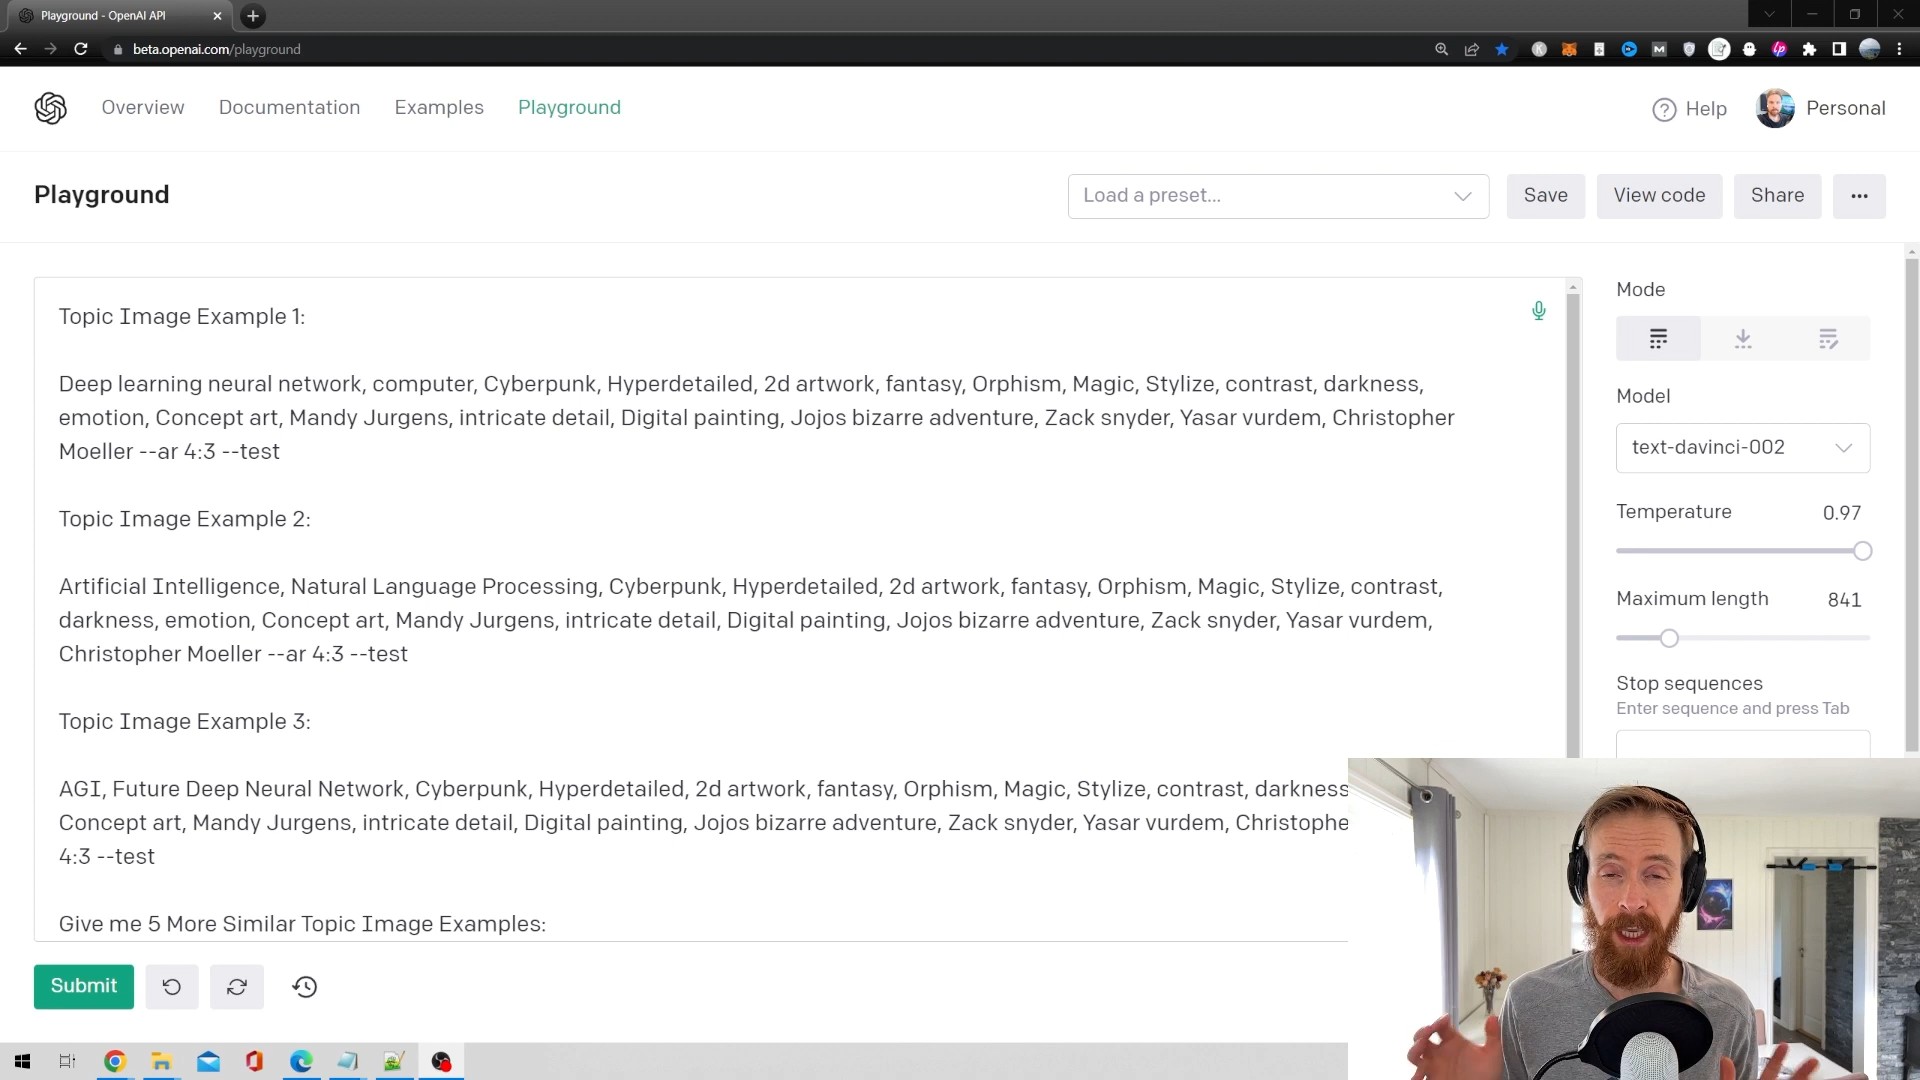 Playground - OpenAI API
beta.openai.com/playground
Overview
Documentation
Examples
Playground
Help
Personal
Playground
Load a preset...
Save
View code
Share
Topic Image Example 1:
Deep learning neural network, computer, Cyberpunk, Hyperdetailed, 2d artwork, fantasy, Orphism, Magic, Stylize, contrast, darkness,
emotion, Concept art, Mandy Jurgens, intricate detail, Digital painting, Jojos bizarre adventure, Zack snyder, Yasar vurdem, Christopher
Moeller --ar 4:3 --test
Topic Image Example 2:
Artificial Intelligence, Natural Language Processing, Cyberpunk, Hyperdetailed, 2d artwork, fantasy, Orphism, Magic, Stylize, contrast,
darkness, emotion, Concept art, Mandy Jurgens, intricate detail, Digital painting, Jojos bizarre adventure, Zack snyder, Yasar vurdem,
Christopher Moeller --ar 4:3 --test
Topic Image Example 3:
AGI, Future Deep Neural Network, Cyberpunk, Hyperdetailed, 2d artwork, fantasy, Orphism, Magic, Stylize, contrast, darkness
Concept art, Mandy Jurgens, intricate detail, Digital painting, Jojos bizarre adventure, Zack snyder, Yasar vurdem, Christophe
4:3 --test
Give me 5 More Similar Topic Image Examples:
Submit
Mode
Model
text-davinci-002
Temperature 0.97
Maximum length 841
Stop sequences
Enter sequence and press Tab